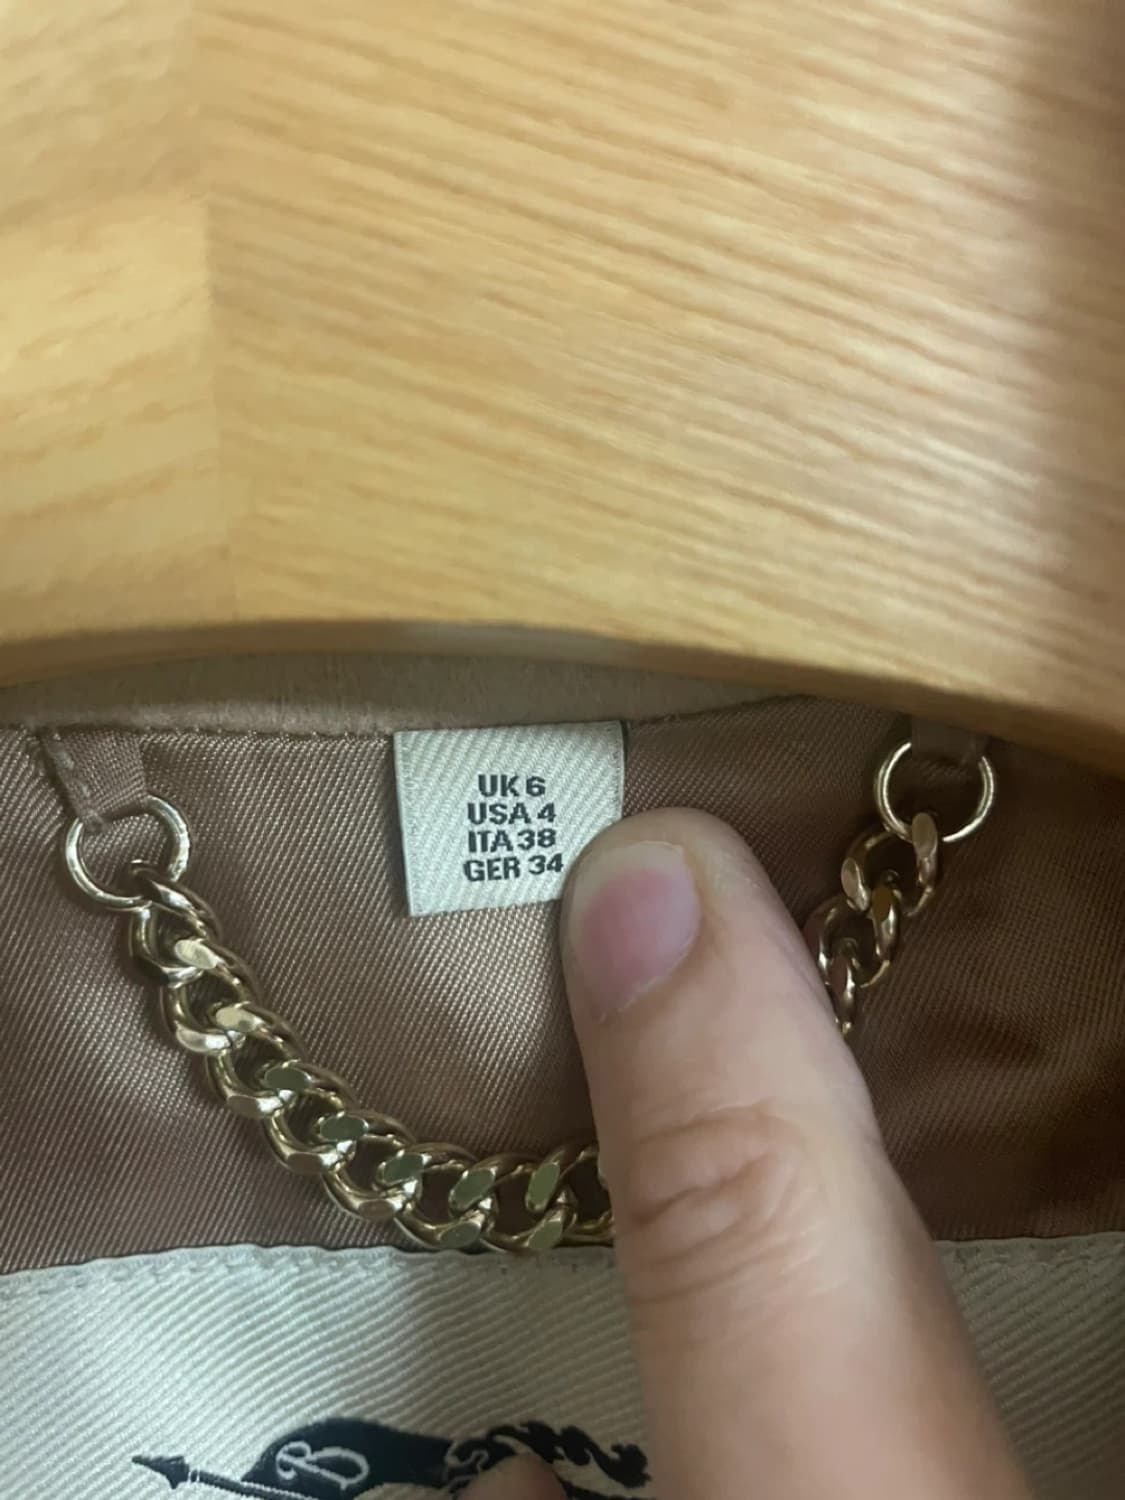 UK 6
USA 4
ITA 38
GER 34
B